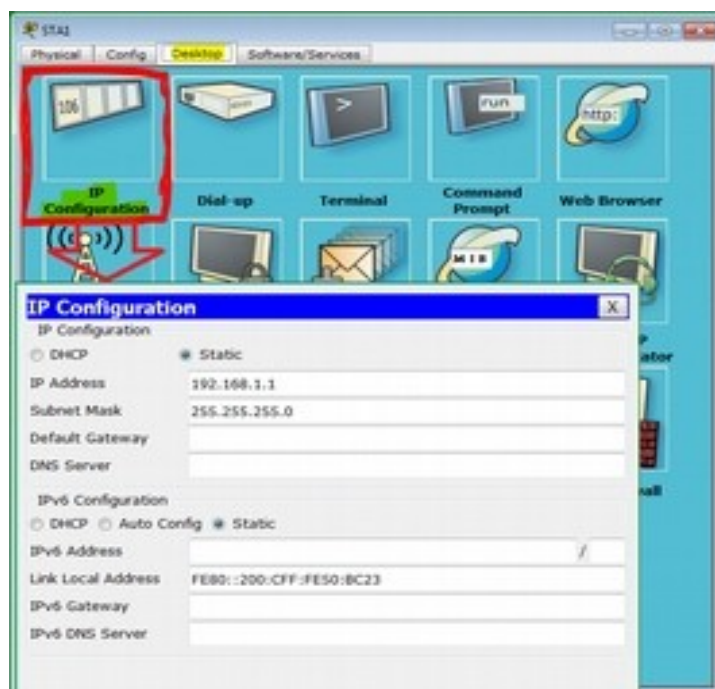 STA1
Physical Config Desktop Software/Services
106
>
run
http:
IP Configuration
Dial-up
Terminal
Command Prompt
Web Browser
MIB
IP Configuration X
IP Configuration
DHCP Static
IP Address 192.168.1.1
Subnet Mask 255.255.255.0
Default Gateway
DNS Server
IPv6 Configuration
DHCP Auto Config Static
IPv6 Address /
Link Local Address FE80::200:CFF:FE50:BC23
IPv6 Gateway
IPv6 DNS Server